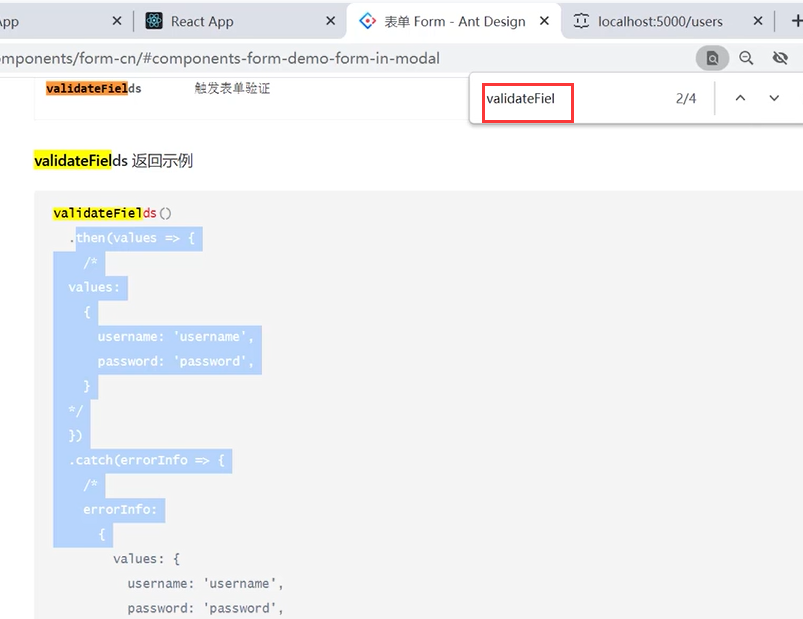 App
React App
表单 Form - Ant Design
localhost:5000/users
mponents/form-cn/#components-form-demo-form-in-modal
validateFields 触发表单验证
validateFiel 2/4
validateFields 返回示例
validateFields()
.then(values => {
/*
values:
{
username: 'username',
password: 'password',
}
*/
})
.catch(errorInfo => {
/*
errorInfo:
{
values: {
username: 'username',
password: 'password',